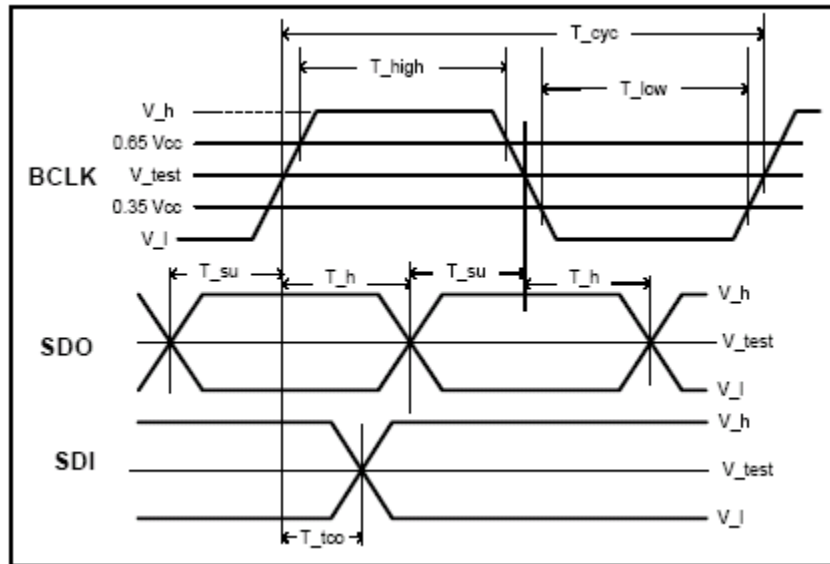 T_cyc
T_high
T_low
V_h
0.65 Vcc
BCLK
V_test
0.35 Vcc
V_l
T_su
T_h
T_su
T_h
V_h
SDO
V_test
V_l
V_h
SDI
V_test
V_l
T_tco